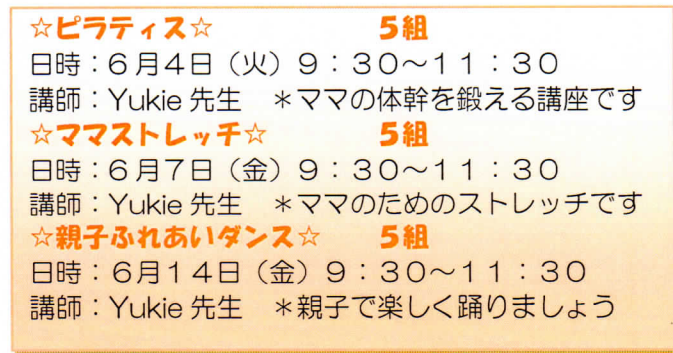 ☆ピラティス☆ 5組
日時：６月４日（火）９：３０～１１：３０
講師：Yukie 先生 ＊ママの体幹を鍛える講座です
☆ママストレッチ☆ 5組
日時：６月７日（金）９：３０～１１：３０
講師：Yukie 先生 ＊ママのためのストレッチです
☆親子ふれあいダンス☆ 5組
日時：６月１４日（金）９：３０～１１：３０
講師：Yukie 先生 ＊親子で楽しく踊りましょう